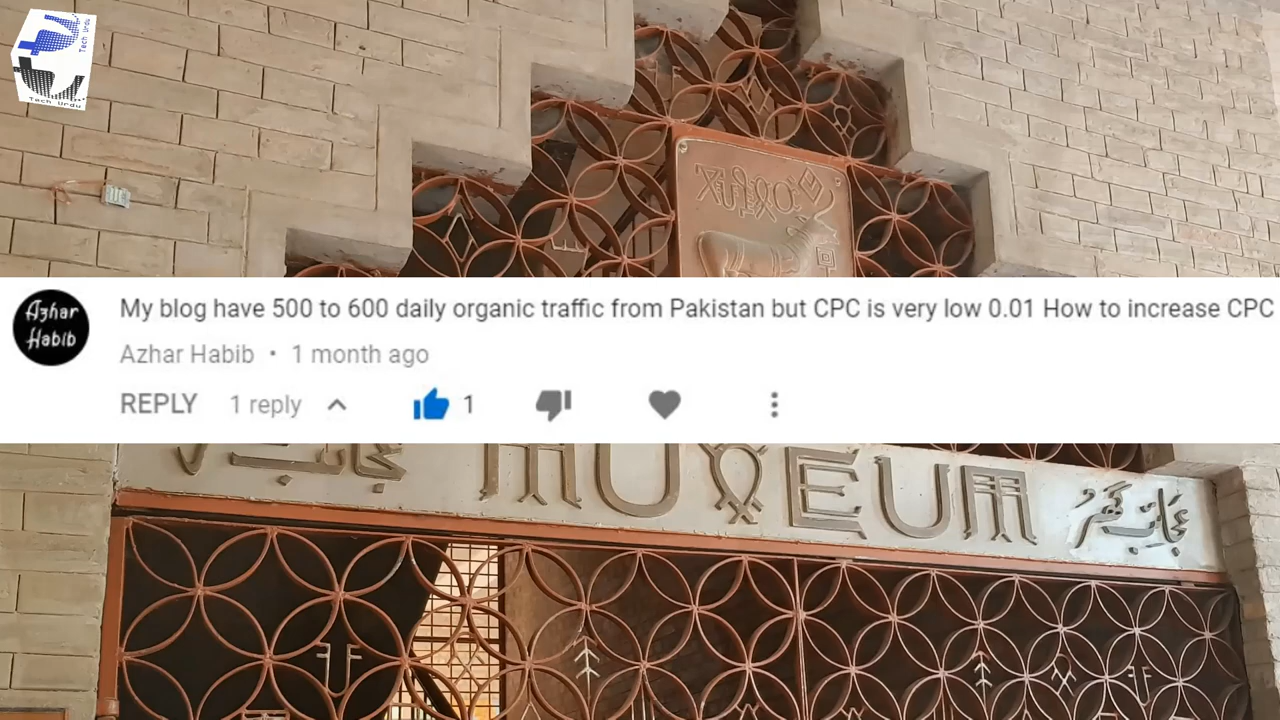 Tech Urdu
Tech Urdu
Azhar Habib
My blog have 500 to 600 daily organic traffic from Pakistan but CPC is very low 0.01 How to increase CPC
Azhar Habib • 1 month ago
REPLY 1 reply 1
MUSEUM عجائب گھر